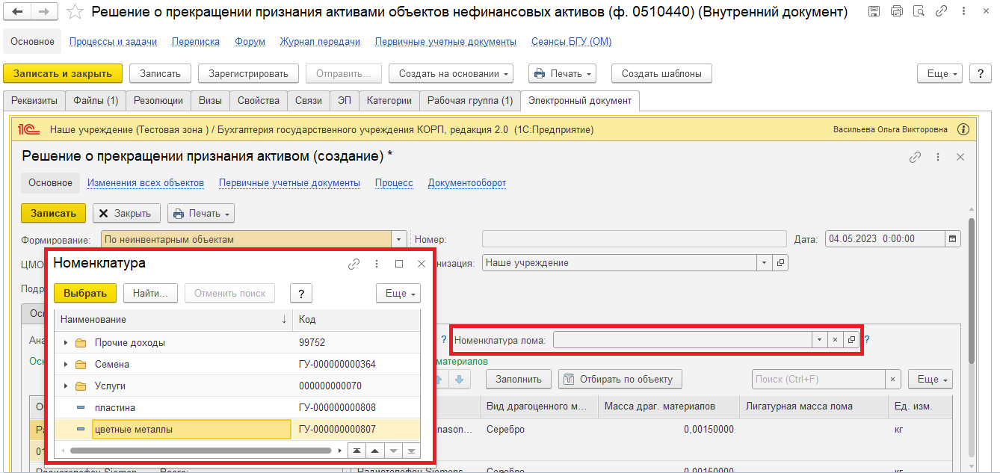 Решение о прекращении признания активами объектов нефинансовых активов (ф. 0510440) (Внутренний документ)
Основное Процессы и задачи Переписка Форум Журнал передачи Первичные учетные документы Сеансы БГУ (ОМ)
Записать и закрыть Записать Зарегистрировать Отправить... Создать на основании Печать Создать шаблоны Еще ?
Реквизиты Файлы (1) Резолюции Визы Свойства Связи ЭП Категории Рабочая группа (1) Электронный документ
1С Наше учреждение (Тестовая зона ) / Бухгалтерия государственного учреждения КОРП, редакция 2.0 (1С:Предприятие) Васильева Ольга Викторовна
Решение о прекращении признания активом (создание) *
Основное Изменения всех объектов Первичные учетные документы Процесс Документооборот
Записать Закрыть Печать
Формирование: По неинвентарным объектам Номер: Дата: 04.05.2023 0:00:00
ЦМО низация: Наше учреждение
Подр
Ос
Номенклатура
Выбрать Найти... Отменить поиск ? Еще
Наименование ↓ Код
Прочие доходы 99752
Семена ГУ-000000000364
Услуги 000000000070
пластина ГУ-000000000808
цветные металлы ГУ-000000000807
Ана ? Номенклатура лома: ?
Ос материалов
Заполнить Отбирать по объекту Поиск (Ctrl+F) × Еще
О Вид драгоценного м... Масса драг. материалов Лигатурная масса лома Ед. изм.
Ра nason... Серебро 0,00150000 кг
01
Радиотелефон Siemen Всего: Радиотелефон Siemens Серебро 0,00150000 кг